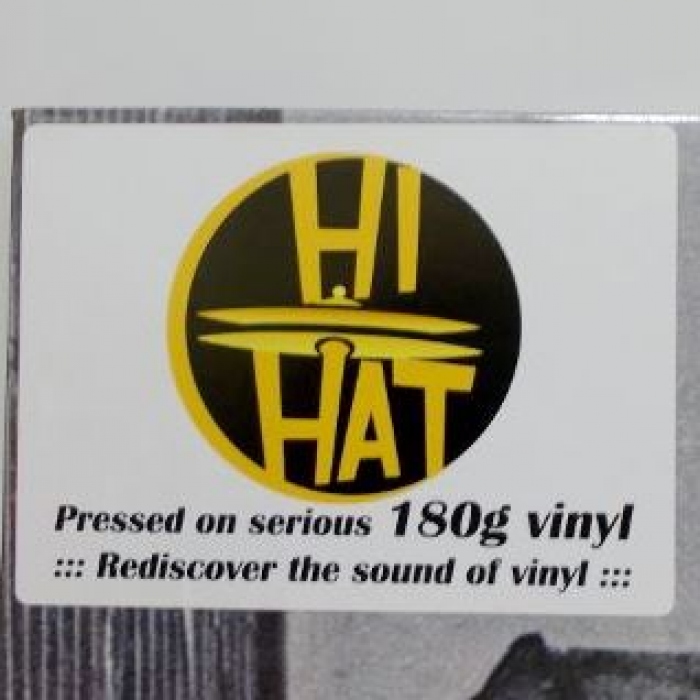 HI
HAT
Pressed on serious 180g vinyl
::: Rediscover the sound of vinyl :::